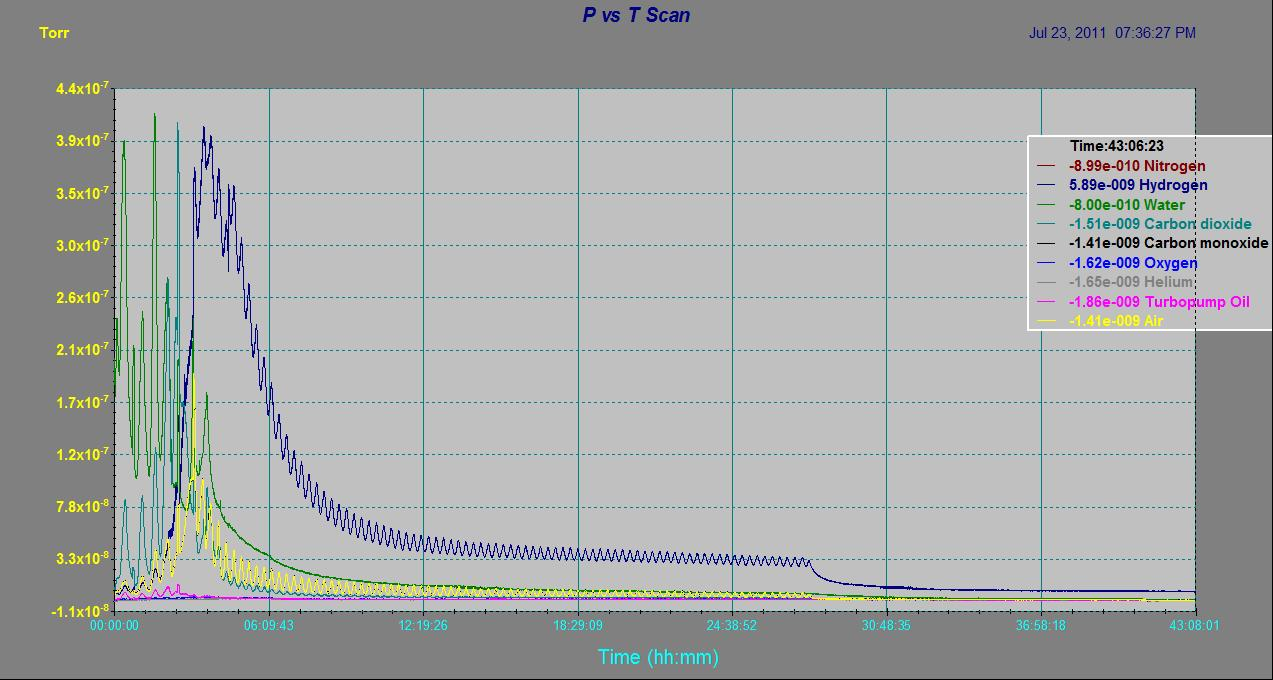 P vs T Scan
Torr
Jul 23, 2011 07:36:27 PM
4.4x10⁻⁷
3.9x10⁻⁷
3.5x10⁻⁷
3.0x10⁻⁷
2.6x10⁻⁷
2.1x10⁻⁷
1.7x10⁻⁷
1.2x10⁻⁷
7.8x10⁻⁸
3.3x10⁻⁸
-1.1x10⁻⁸
Time:43:06:23
-8.99e-010 Nitrogen
5.89e-009 Hydrogen
-8.00e-010 Water
-1.51e-009 Carbon dioxide
-1.41e-009 Carbon monoxide
-1.62e-009 Oxygen
-1.65e-009 Helium
-1.86e-009 Turbopump Oil
-1.41e-009 Air
00:00:00 06:09:43 12:19:26 18:29:09 24:38:52 30:48:35 36:58:18 43:08:01
Time (hh:mm)